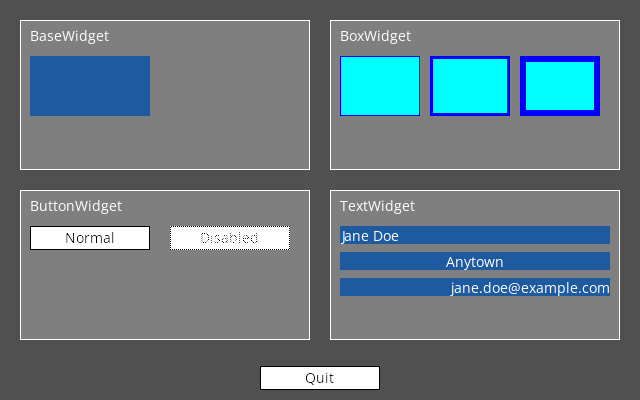 BaseWidget
BoxWidget
ButtonWidget
Normal
Disabled
TextWidget
Jane Doe
Anytown
jane.doe@example.com
Quit